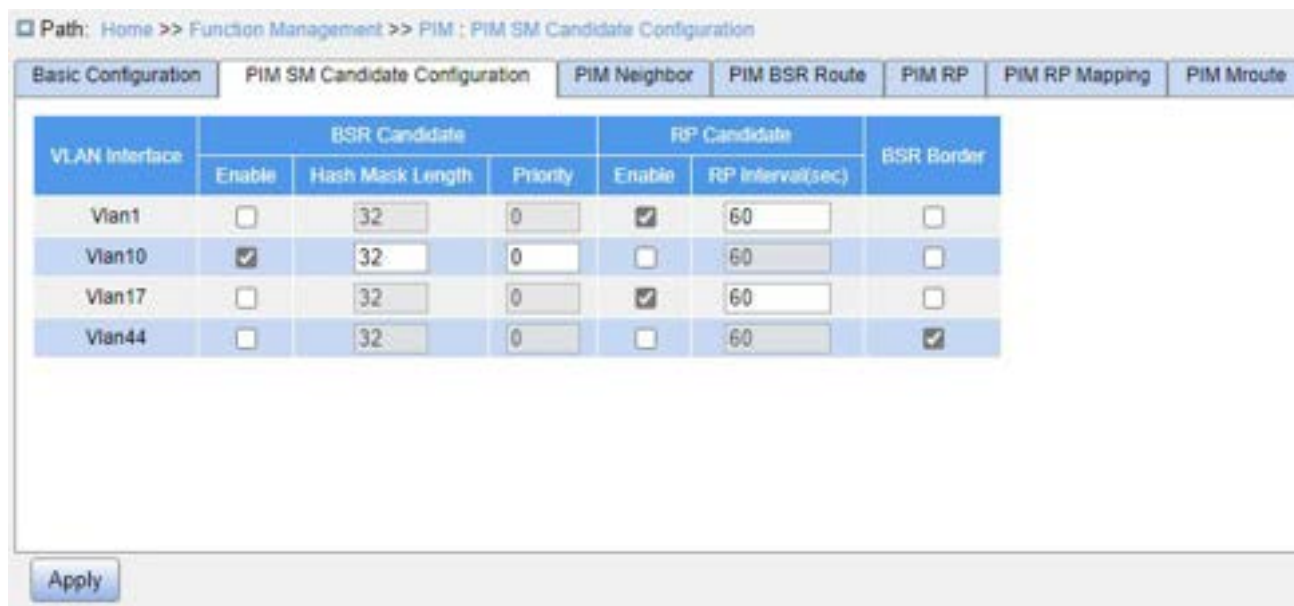 Path: Home >> Function Management >> PIM : PIM SM Candidate Configuration
Basic Configuration PIM SM Candidate Configuration PIM Neighbor PIM BSR Route PIM RP PIM RP Mapping PIM Mroute
VLAN Interface BSR Candidate RP Candidate BSR Border
Enable Hash Mask Length Priority Enable RP Interval(sec)
Vlan1 32 0 60
Vlan10 32 0 60
Vlan17 32 0 60
Vlan44 32 0 60
Apply